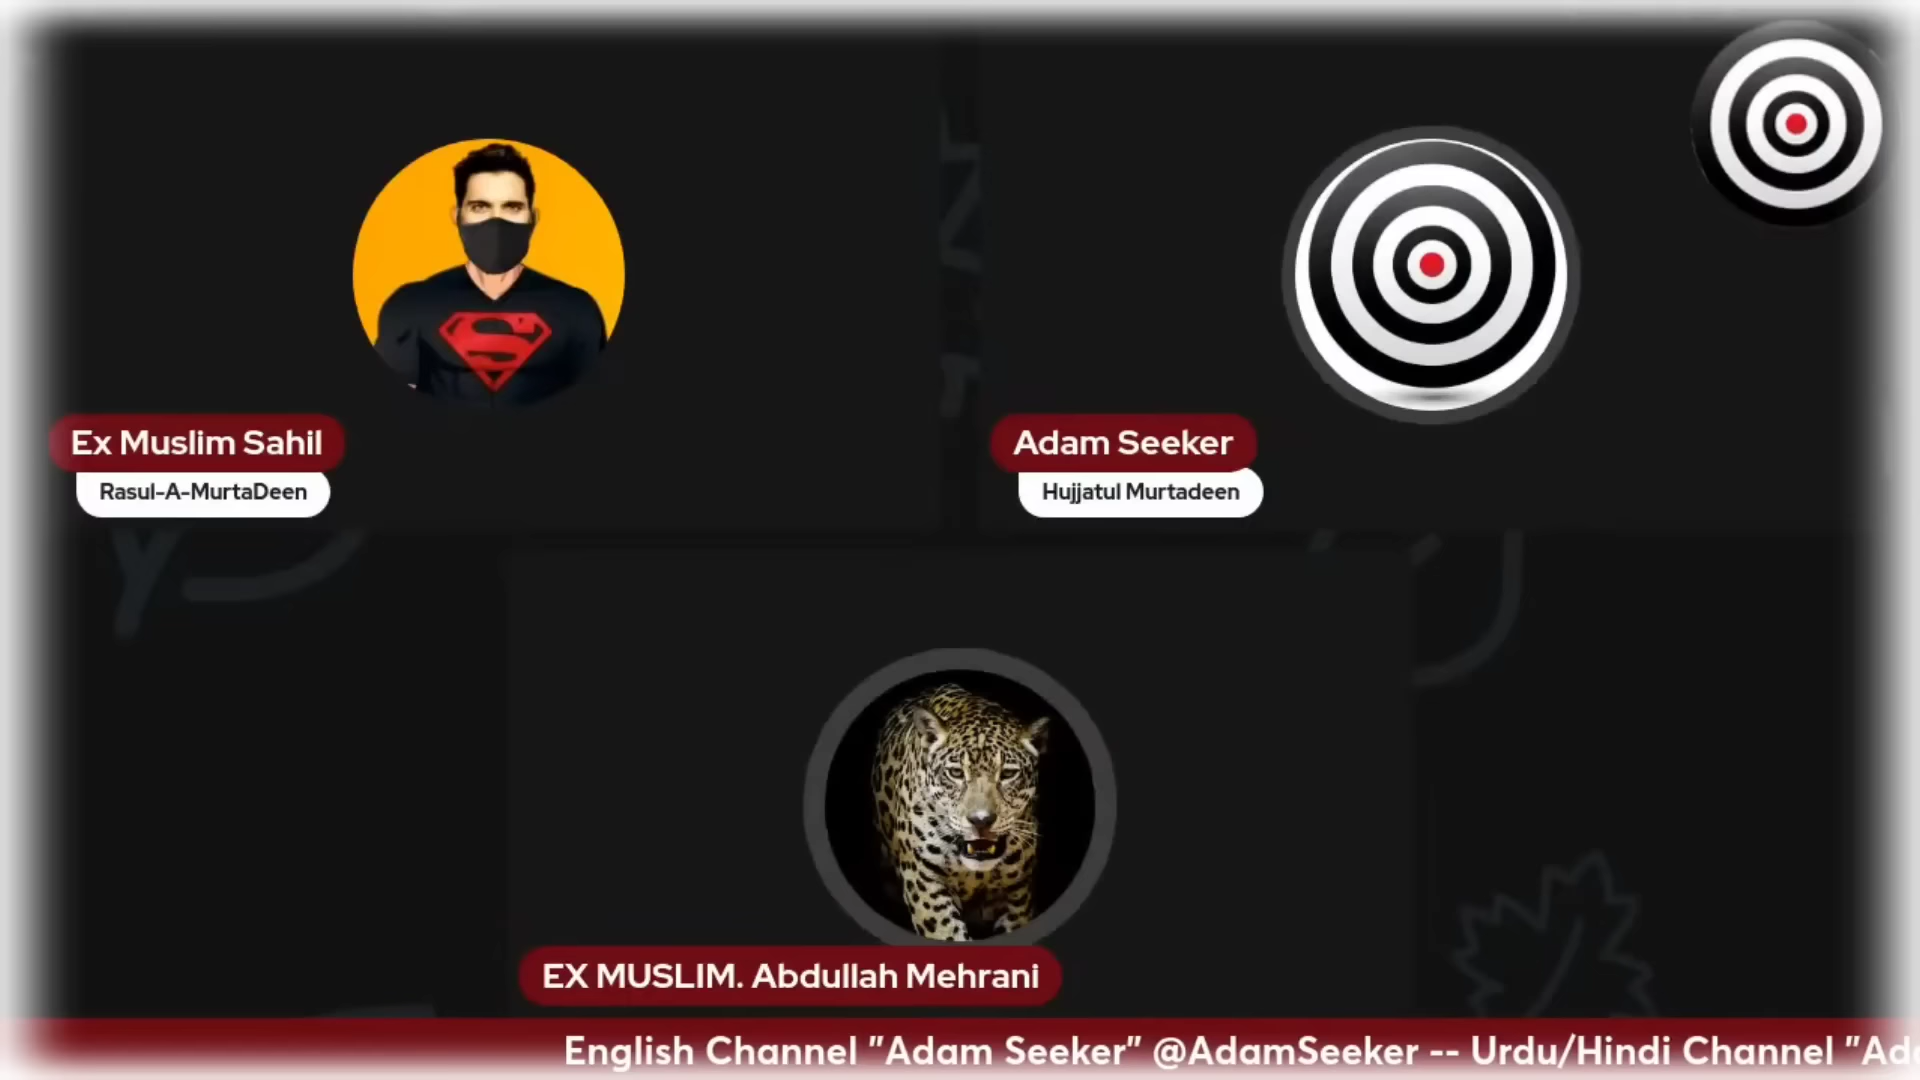 Ex Muslim Sahil
Rasul-A-MurtaDeen
Adam Seeker
Hujjatul Murtadeen
EX MUSLIM. Abdullah Mehrani
English Channel "Adam Seeker" @AdamSeeker -- Urdu/Hindi Channel "Ad